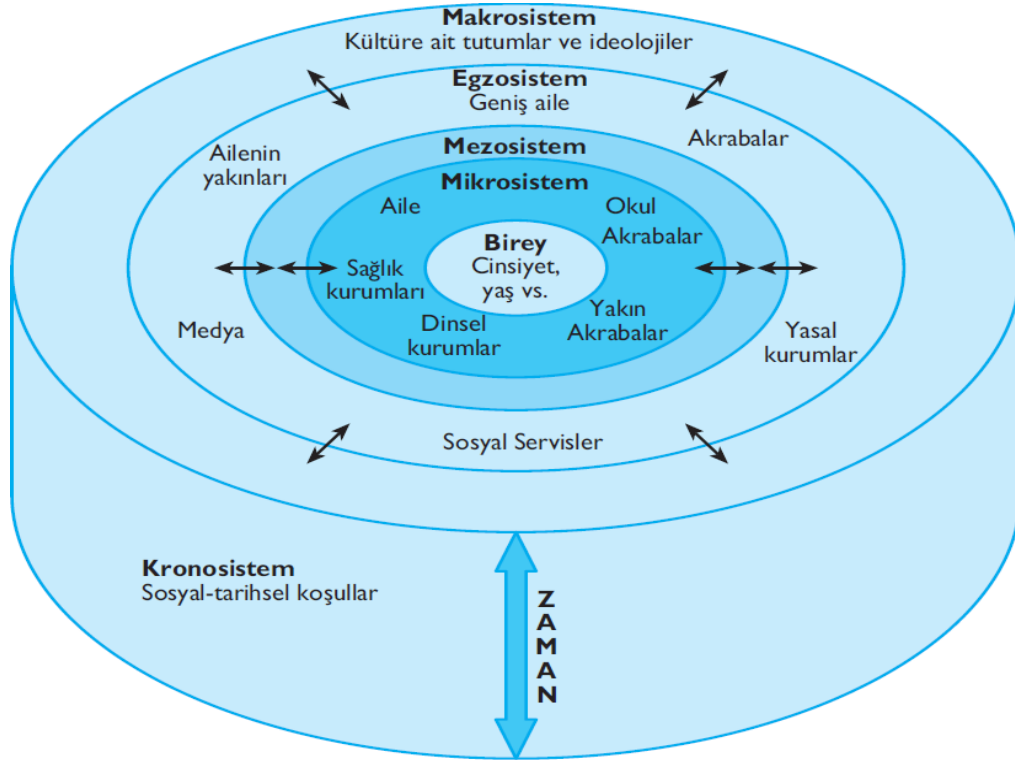 Makrosistem
Kültüre ait tutumlar ve ideolojiler
Egzosistem
Geniş aile
Ailenin
yakınları
Akrabalar
Mezosistem
Mikrosistem
Aile
Okul
Akrabalar
Birey
Cinsiyet,
yaş vs.
Sağlık
kurumları
Dinsel
kurumlar
Yakın
Akrabalar
Medya
Yasal
kurumlar
Sosyal Servisler
Kronosistem
Sosyal-tarihsel koşullar
Z
A
M
A
N